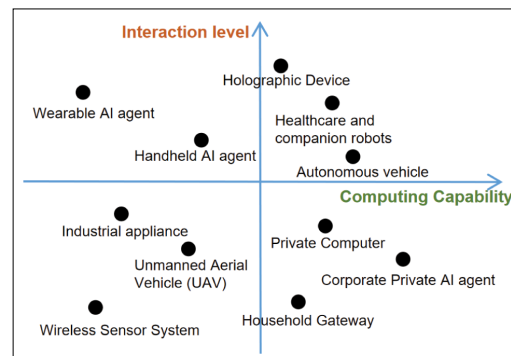 Interaction level
Holographic Device
Wearable AI agent
Healthcare and
companion robots
Handheld AI agent
Autonomous vehicle
Computing Capability
Industrial appliance
Private Computer
Unmanned Aerial
Vehicle (UAV)
Corporate Private AI agent
Wireless Sensor System
Household Gateway